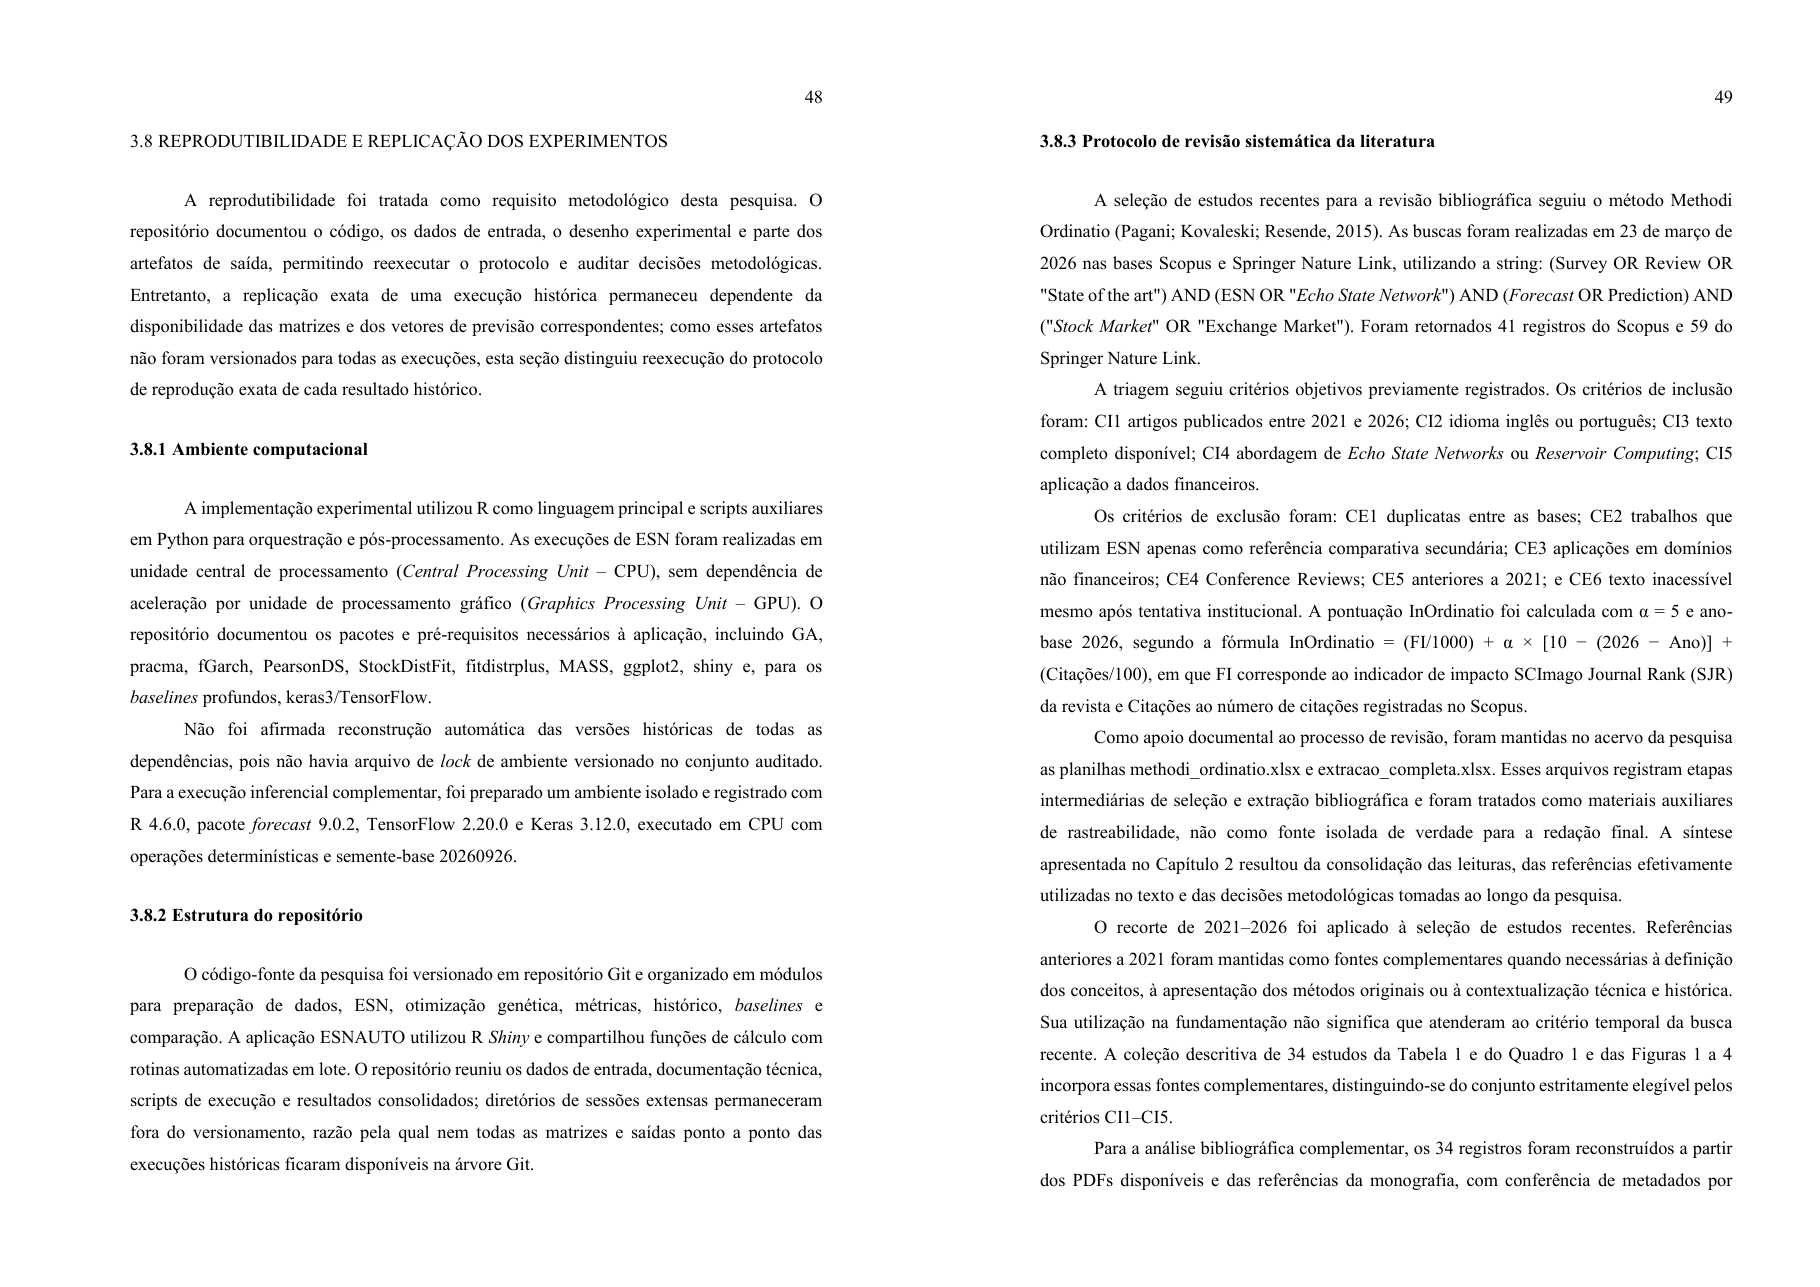 48
3.8 REPRODUTIBILIDADE E REPLICAÇÃO DOS EXPERIMENTOS
A reprodutibilidade foi tratada como requisito metodológico desta pesquisa. O
repositório documentou o código, os dados de entrada, o desenho experimental e parte dos
artefatos de saída, permitindo reexecutar o protocolo e auditar decisões metodológicas.
Entretanto, a replicação exata de uma execução histórica permaneceu dependente da
disponibilidade das matrizes e dos vetores de previsão correspondentes; como esses artefatos
não foram versionados para todas as execuções, esta seção distinguiu reexecução do protocolo
de reprodução exata de cada resultado histórico.
3.8.1 Ambiente computacional
A implementação experimental utilizou R como linguagem principal e scripts auxiliares
em Python para orquestração e pós-processamento. As execuções de ESN foram realizadas em
unidade central de processamento (Central Processing Unit – CPU), sem dependência de
aceleração por unidade de processamento gráfico (Graphics Processing Unit – GPU). O
repositório documentou os pacotes e pré-requisitos necessários à aplicação, incluindo GA,
pracma, fGarch, PearsonDS, StockDistFit, fitdistrplus, MASS, ggplot2, shiny e, para os
baselines profundos, keras3/TensorFlow.
Não foi afirmada reconstrução automática das versões históricas de todas as
dependências, pois não havia arquivo de lock de ambiente versionado no conjunto auditado.
Para a execução inferencial complementar, foi preparado um ambiente isolado e registrado com
R 4.6.0, pacote forecast 9.0.2, TensorFlow 2.20.0 e Keras 3.12.0, executado em CPU com
operações determinísticas e semente-base 20260926.
3.8.2 Estrutura do repositório
O código-fonte da pesquisa foi versionado em repositório Git e organizado em módulos
para preparação de dados, ESN, otimização genética, métricas, histórico, baselines e
comparação. A aplicação ESNAUTO utilizou R Shiny e compartilhou funções de cálculo com
rotinas automatizadas em lote. O repositório reuniu os dados de entrada, documentação técnica,
scripts de execução e resultados consolidados; diretórios de sessões extensas permaneceram
fora do versionamento, razão pela qual nem todas as matrizes e saídas ponto a ponto das
execuções históricas ficaram disponíveis na árvore Git.
49
3.8.3 Protocolo de revisão sistemática da literatura
A seleção de estudos recentes para a revisão bibliográfica seguiu o método Methodi
Ordinatio (Pagani; Kovaleski; Resende, 2015). As buscas foram realizadas em 23 de março de
2026 nas bases Scopus e Springer Nature Link, utilizando a string: (Survey OR Review OR
"State of the art") AND (ESN OR "Echo State Network") AND (Forecast OR Prediction) AND
("Stock Market" OR "Exchange Market"). Foram retornados 41 registros do Scopus e 59 do
Springer Nature Link.
A triagem seguiu critérios objetivos previamente registrados. Os critérios de inclusão
foram: CI1 artigos publicados entre 2021 e 2026; CI2 idioma inglês ou português; CI3 texto
completo disponível; CI4 abordagem de Echo State Networks ou Reservoir Computing; CI5
aplicação a dados financeiros.
Os critérios de exclusão foram: CE1 duplicatas entre as bases; CE2 trabalhos que
utilizam ESN apenas como referência comparativa secundária; CE3 aplicações em domínios
não financeiros; CE4 Conference Reviews; CE5 anteriores a 2021; e CE6 texto inacessível
mesmo após tentativa institucional. A pontuação InOrdinatio foi calculada com α = 5 e ano-
base 2026, segundo a fórmula InOrdinatio = (FI/1000) + α × [10 − (2026 − Ano)] +
(Citações/100), em que FI corresponde ao indicador de impacto SCImago Journal Rank (SJR)
da revista e Citações ao número de citações registradas no Scopus.
Como apoio documental ao processo de revisão, foram mantidas no acervo da pesquisa
as planilhas methodi_ordinatio.xlsx e extracao_completa.xlsx. Esses arquivos registram etapas
intermediárias de seleção e extração bibliográfica e foram tratados como materiais auxiliares
de rastreabilidade, não como fonte isolada de verdade para a redação final. A síntese
apresentada no Capítulo 2 resultou da consolidação das leituras, das referências efetivamente
utilizadas no texto e das decisões metodológicas tomadas ao longo da pesquisa.
O recorte de 2021–2026 foi aplicado à seleção de estudos recentes. Referências
anteriores a 2021 foram mantidas como fontes complementares quando necessárias à definição
dos conceitos, à apresentação dos métodos originais ou à contextualização técnica e histórica.
Sua utilização na fundamentação não significa que atenderam ao critério temporal da busca
recente. A coleção descritiva de 34 estudos da Tabela 1 e do Quadro 1 e das Figuras 1 a 4
incorpora essas fontes complementares, distinguindo-se do conjunto estritamente elegível pelos
critérios CI1–CI5.
Para a análise bibliográfica complementar, os 34 registros foram reconstruídos a partir
dos PDFs disponíveis e das referências da monografia, com conferência de metadados por